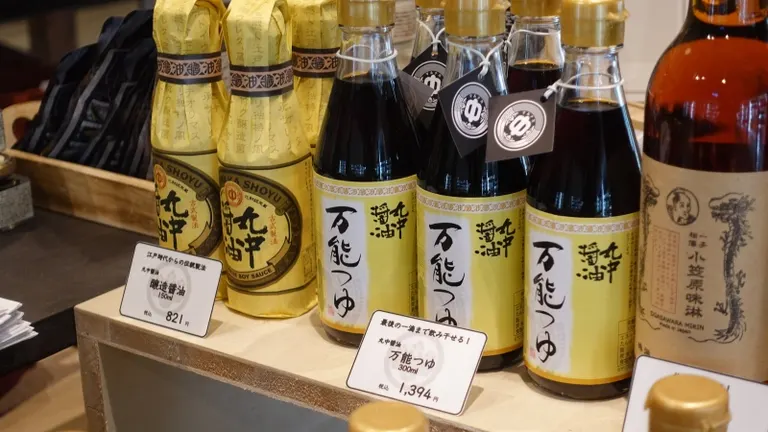 SHOYU
丸中
醤油
SOY SAUCE
丸中
醤油
万能つゆ
丸中
醤油
万能つゆ
丸中
醤油
万能つゆ
小笠原味淋
OGASAWARA MIRIN
江戸時代からの伝統製法
丸中醤油
醸造醤油
150ml
税込 821円
最後の一滴まで飲み干せる!
丸中醤油
万能つゆ
300ml
税込 1,394円